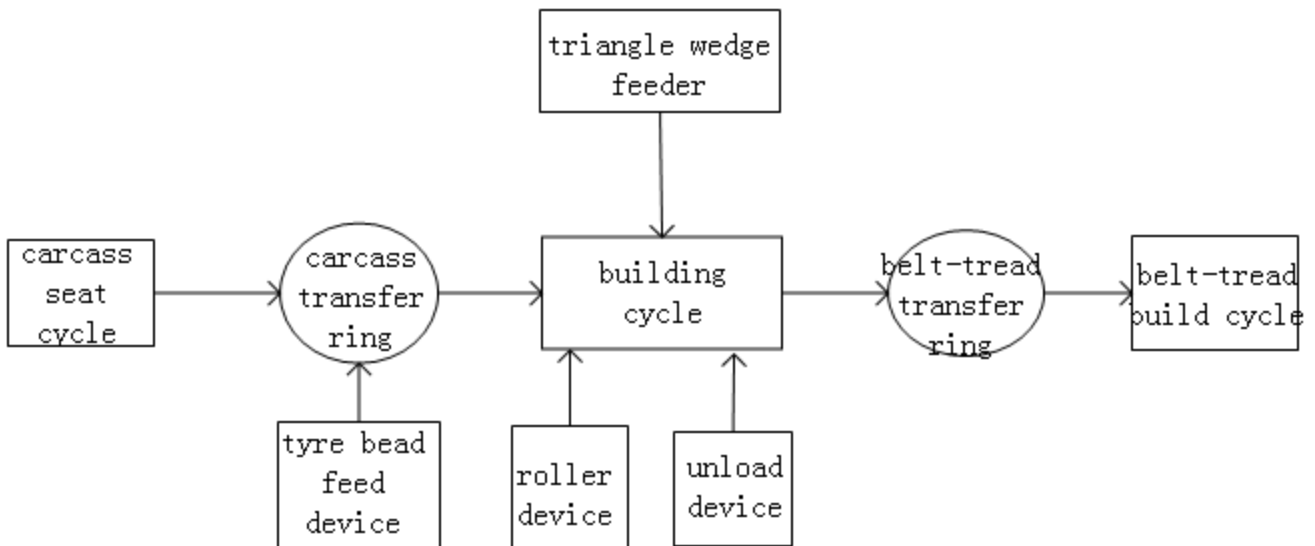 triangle wedge
feeder
carcass
seat
cycle
carcass
transfer
ring
building
cycle
belt-tread
transfer
ring
belt-tread
build cycle
tyre bead
feed
device
roller
device
unload
device